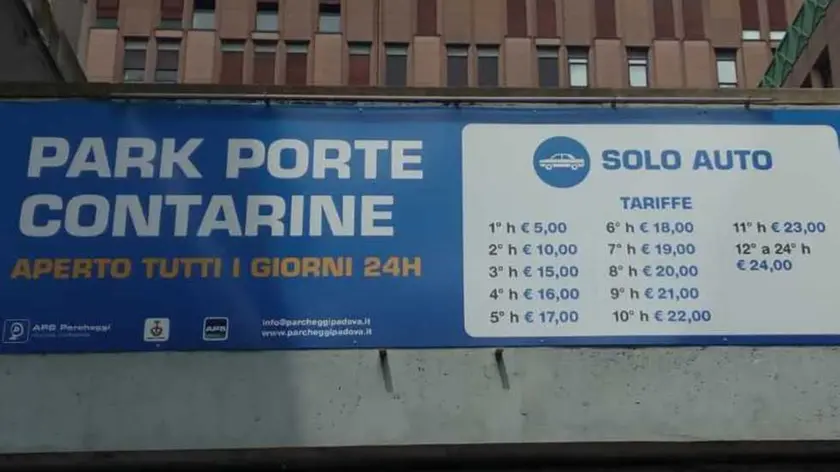 PARK PORTE
CONTARINE
APERTO TUTTI I GIORNI 24H
APS Parcheggi
APS
info@parcheggipadova.it
www.parcheggipadova.it
SOLO AUTO
TARIFFE
1° h € 5,00
2° h € 10,00
3° h € 15,00
4° h € 16,00
5° h € 17,00
6° h € 18,00
7° h € 19,00
8° h € 20,00
9° h € 21,00
10° h € 22,00
11° h € 23,00
12° a 24° h
€ 24,00